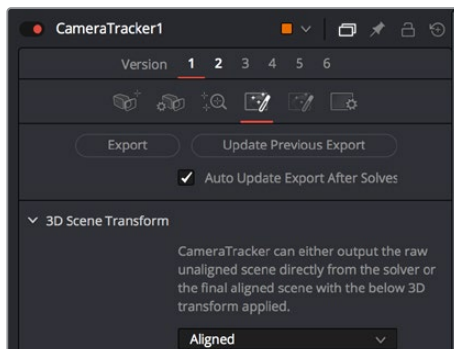 CameraTracker1
Version 1 2 3 4 5 6
Export Update Previous Export
Auto Update Export After Solves
3D Scene Transform
CameraTracker can either output the raw
unaligned scene directly from the solver or
the final aligned scene with the below 3D
transform applied.
Aligned